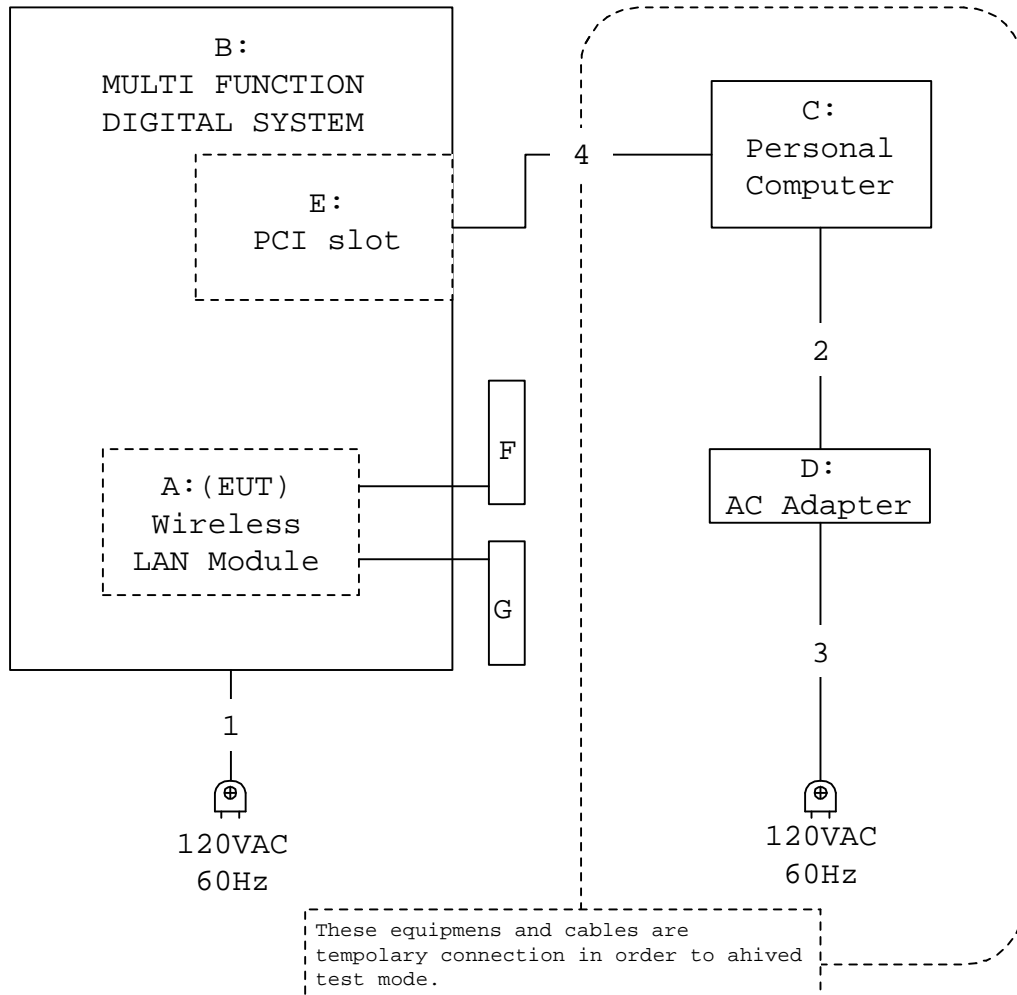 B:
MULTI FUNCTION
DIGITAL SYSTEM
E:
PCI slot
4
C:
Personal
Computer
2
F
A:(EUT)
Wireless
LAN Module
G
D:
AC Adapter
3
1
120VAC
60Hz
120VAC
60Hz
These equipmens and cables are
tempolary connection in order to ahived
test mode.